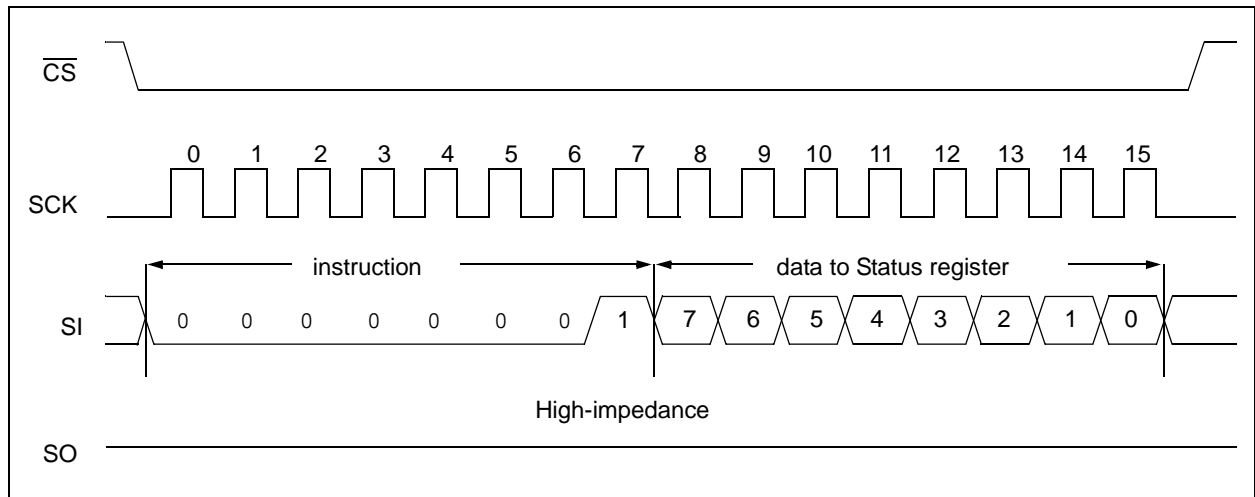 CS
0 1 2 3 4 5 6 7 8 9 10 11 12 13 14 15
SCK
instruction data to Status register
SI 0 0 0 0 0 0 0 1 7 6 5 4 3 2 1 0
High-impedance
SO